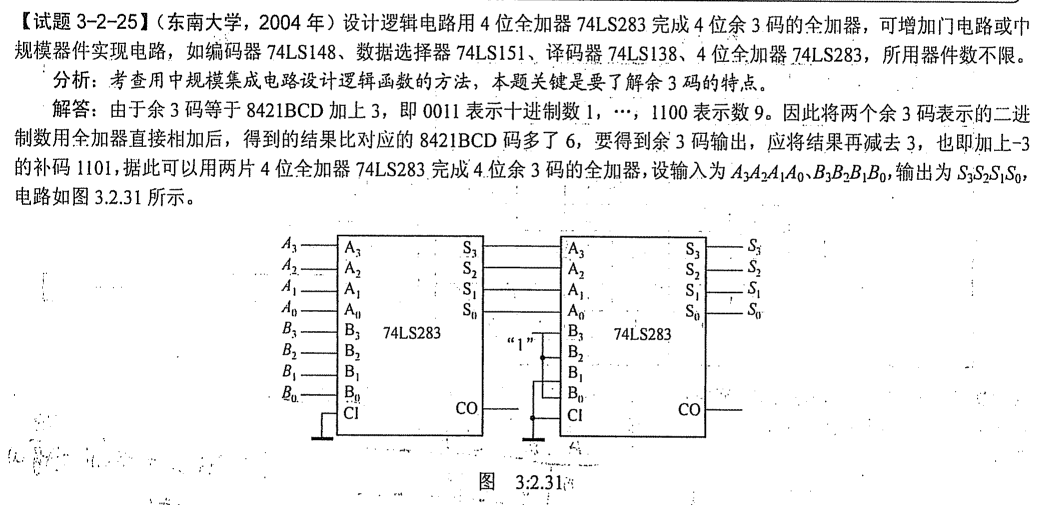 【试题 3-2-25】（东南大学，2004 年）设计逻辑电路用 4 位全加器 74LS283 完成 4 位余 3 码的全加器，可增加门电路或中
规模器件实现电路，如编码器 74LS148、数据选择器 74LS151、译码器 74LS138、4 位全加器 74LS283，所用器件数不限。
分析：考查用中规模集成电路设计逻辑函数的方法，本题关键是要了解余 3 码的特点。
解答：由于余 3 码等于 8421BCD 加上 3，即 0011 表示十进制数 1，…，1100 表示数 9。因此将两个余 3 码表示的二进
制数用全加器直接相加后，得到的结果比对应的 8421BCD 码多了 6，要得到余 3 码输出，应将结果再减去 3，也即加上-3
的补码 1101，据此可以用两片 4 位全加器 74LS283 完成 4 位余 3 码的全加器，设输入为 A₃A₂A₁A₀、B₃B₂B₁B₀，输出为 S₃S₂S₁S₀，
电路如图 3.2.31 所示。
A₃ A₃ S₃ A₃ S₃ S₃
A₂ A₂ S₂ A₂ S₂ S₂
A₁ A₁ S₁ A₁ S₁ S₁
A₀ A₀ S₀ A₀ S₀ S₀
B₃ B₃ 74LS283 “1” B₃ 74LS283
B₂ B₂ B₂
B₁ B₁ B₁
B₀ B₀ B₀
CI CO CI CO
图 3.2.31